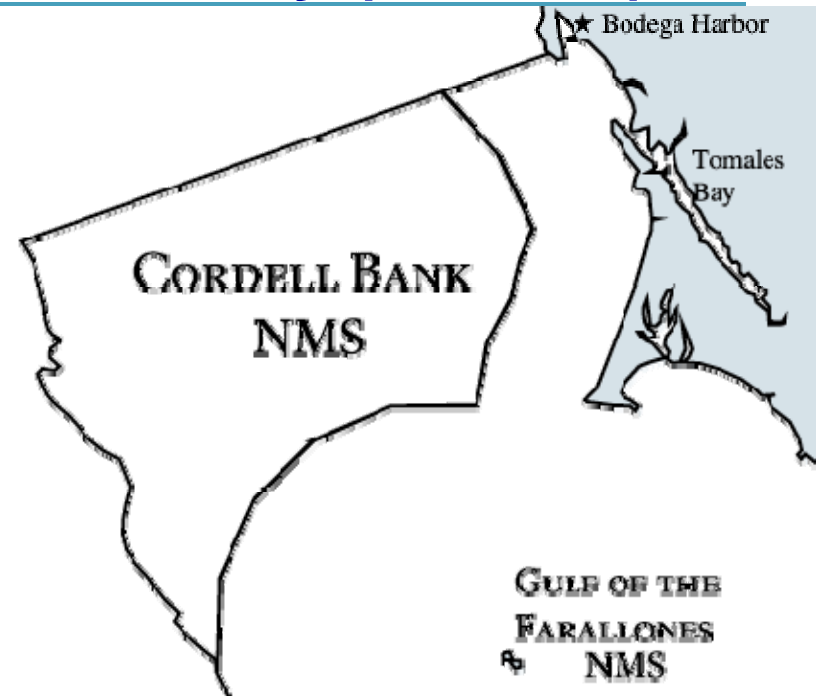 Bodega Harbor
Tomales
Bay
CORDELL BANK
NMS
GULF OF THE
FARALLONES
NMS